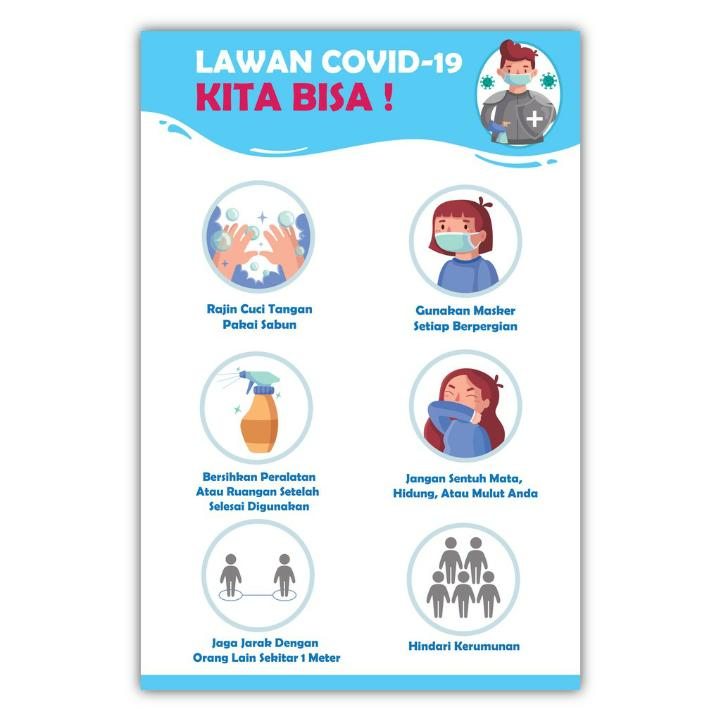 LAWAN COVID-19
KITA BISA !
Rajin Cuci Tangan
Pakai Sabun
Gunakan Masker
Setiap Berpergian
Bersihkan Peralatan
Atau Ruangan Setelah
Selesai Digunakan
Jangan Sentuh Mata,
Hidung, Atau Mulut Anda
Jaga Jarak Dengan
Orang Lain Sekitar 1 Meter
Hindari Kerumunan